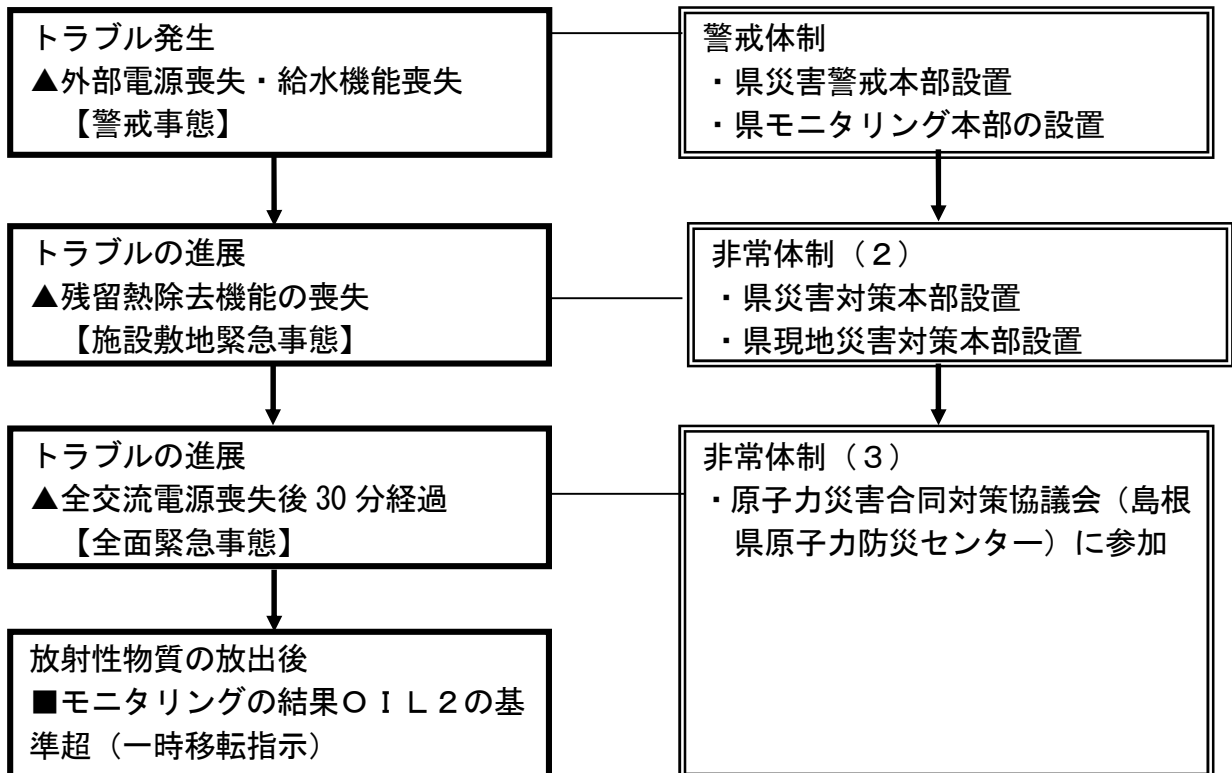 トラブル発生
▲外部電源喪失・給水機能喪失
【警戒事態】
警戒体制
・県災害警戒本部設置
・県モニタリング本部の設置
トラブルの進展
▲残留熱除去機能の喪失
【施設敷地緊急事態】
非常体制（２）
・県災害対策本部設置
・県現地災害対策本部設置
トラブルの進展
▲全交流電源喪失後 30 分経過
【全面緊急事態】
非常体制（３）
・原子力災害合同対策協議会（島根
県原子力防災センター）に参加
放射性物質の放出後
■モニタリングの結果ＯＩＬ２の基
準超（一時移転指示）